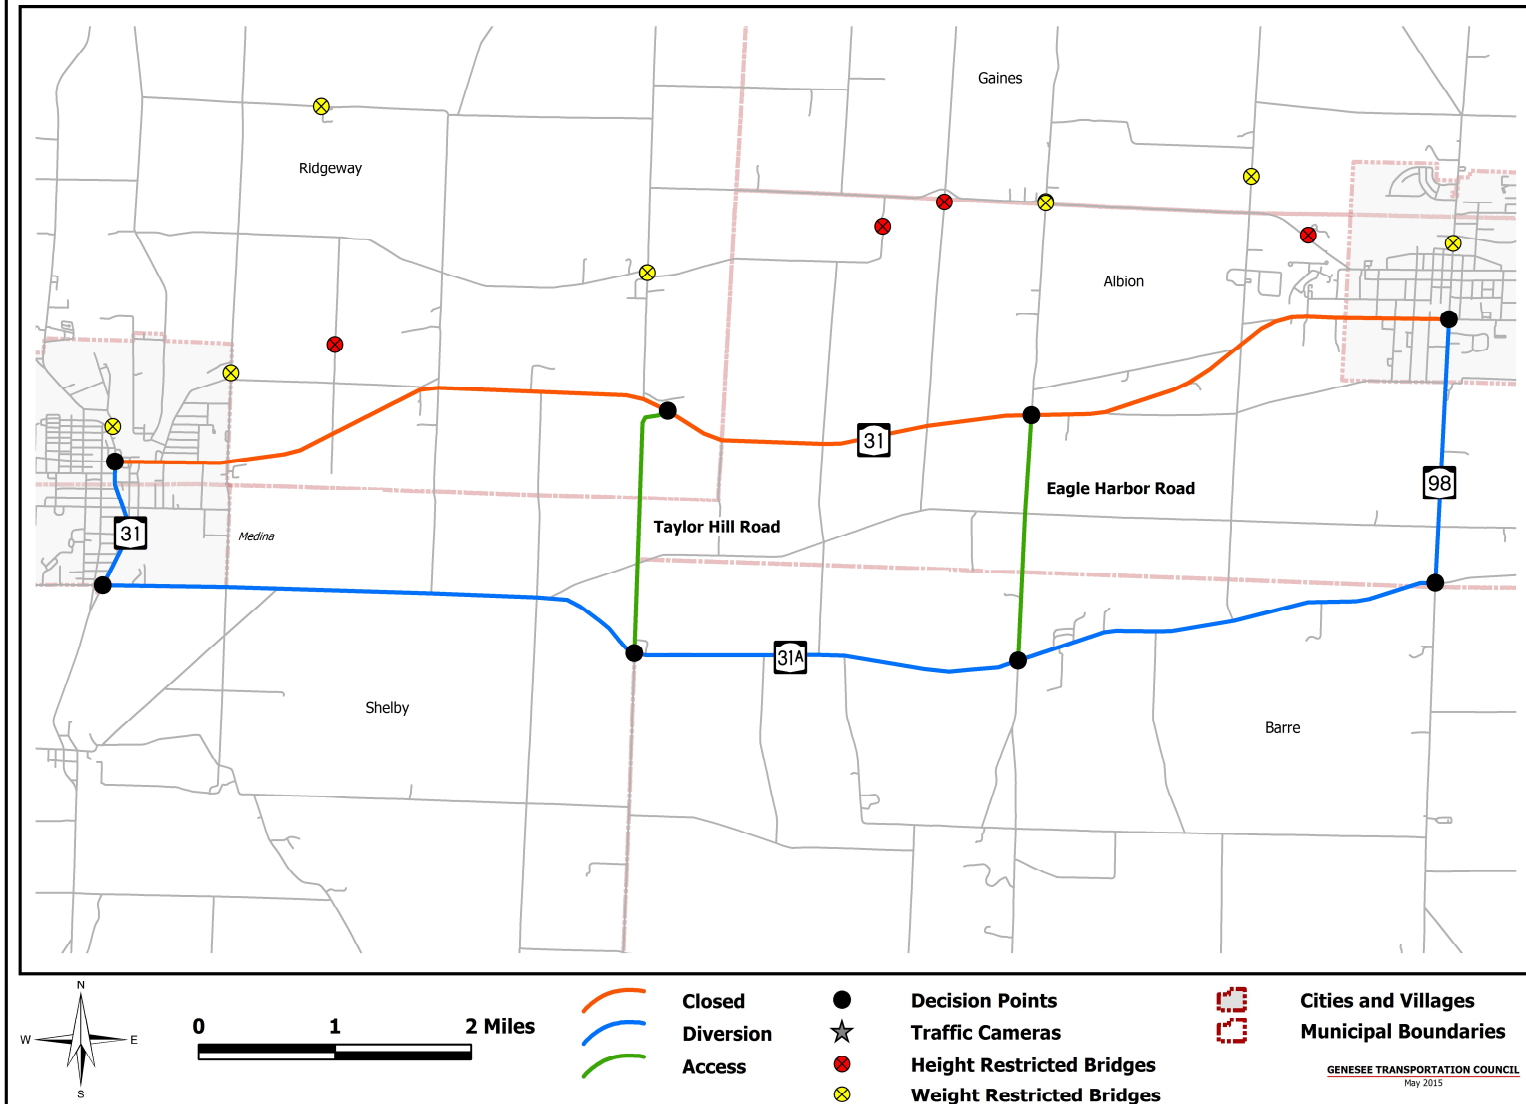 Gaines
Ridgeway
Albion
31
98
Eagle Harbor Road
Taylor Hill Road
31
Medina
31A
Shelby
Barre
N
W
E
S
0 1 2 Miles
Closed
Diversion
Access
Decision Points
Traffic Cameras
Height Restricted Bridges
Weight Restricted Bridges
Cities and Villages
Municipal Boundaries
GENESEE TRANSPORTATION COUNCIL
May 2015